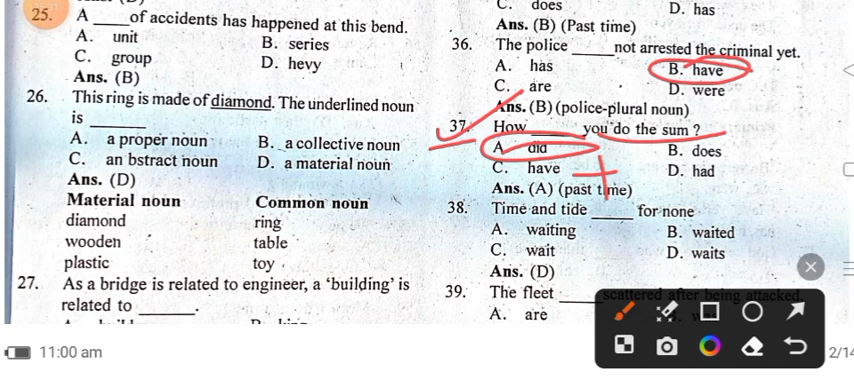 25. A ____ of accidents has happened at this bend.
A. unit B. series
C. group D. hevy
Ans. (B)
26. This ring is made of diamond. The underlined noun
is ______
A. a proper noun B. a collective noun
C. an bstract noun D. a material noun
Ans. (D)
Material noun Common noun
diamond ring
wooden table
plastic toy
27. As a bridge is related to engineer, a ‘building’ is
related to ______.
C. does D. has
Ans. (B) (Past time)
36. The police _____ not arrested the criminal yet.
A. has B. have
C. are D. were
Ans. (B) (police-plural noun)
37. How _____ you do the sum ?
A. did B. does
C. have D. had
Ans. (A) (past time)
38. Time and tide _____ for none
A. waiting B. waited
C. wait D. waits
Ans. (D)
39. The fleet _____ scattered after being attacked.
A. are
11:00 am
2/14